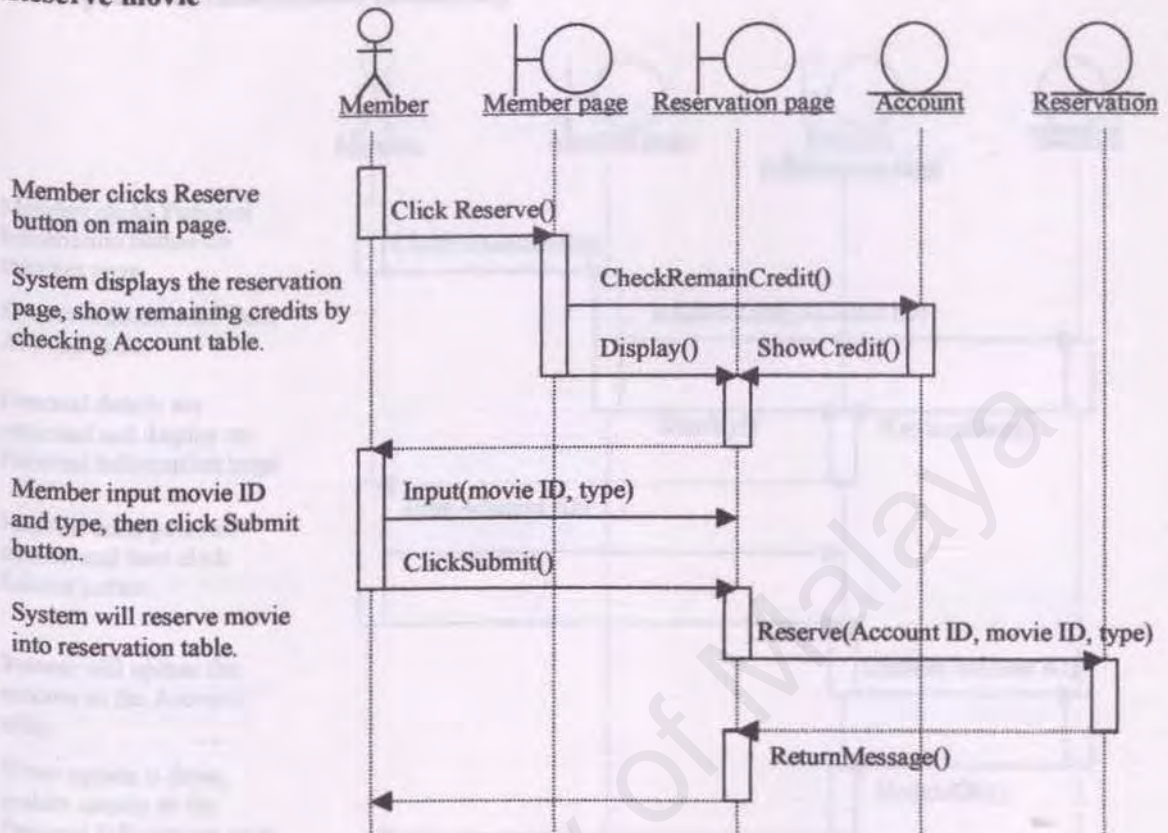 Reserve movie
Member
Member page
Reservation page
Account
Reservation
Member clicks Reserve
button on main page.
Click Reserve()
System displays the reservation
page, show remaining credits by
checking Account table.
CheckRemainCredit()
Display()
ShowCredit()
Member input movie ID
and type, then click Submit
button.
Input(movie ID, type)
ClickSubmit()
System will reserve movie
into reservation table.
Reserve(Account ID, movie ID, type)
ReturnMessage()
of Malaya